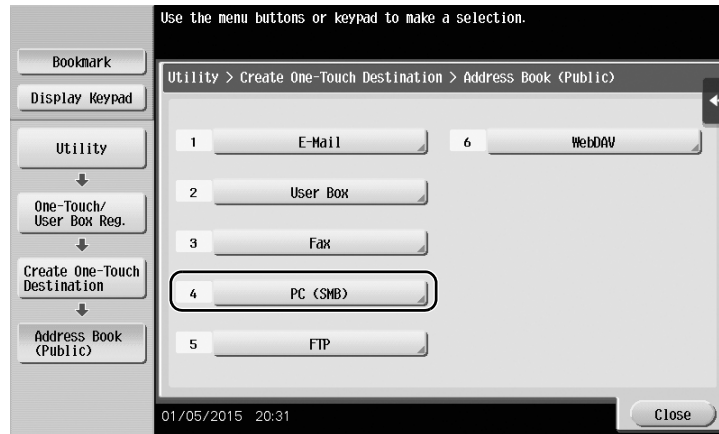 Use the menu buttons or keypad to make a selection.
Bookmark
Display Keypad
Utility
One-Touch/
User Box Reg.
Create One-Touch
Destination
Address Book
(Public)
Utility > Create One-Touch Destination > Address Book (Public)
1 E-Mail
2 User Box
3 Fax
4 PC (SMB)
5 FTP
6 WebDAV
01/05/2015 20:31
Close